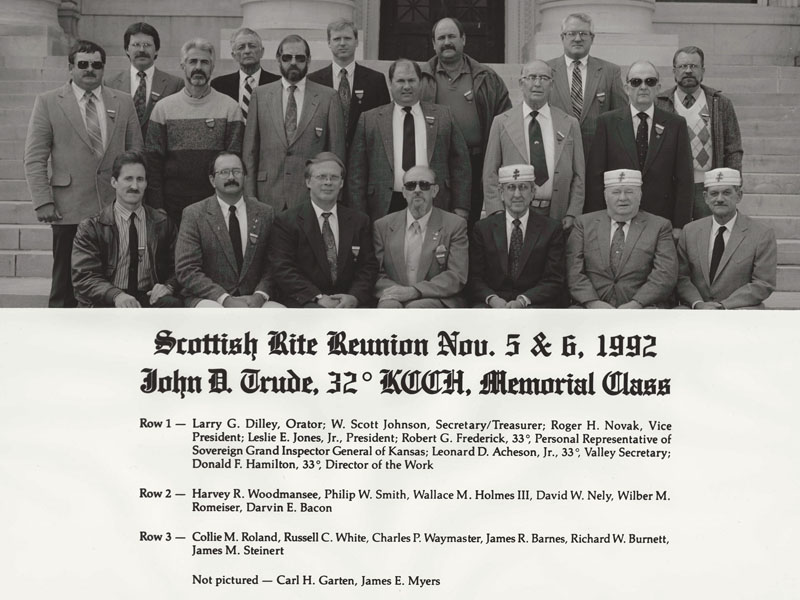 Scottish Rite Reunion Nov. 5 & 6, 1992
John D. Trude, 32° KCCH, Memorial Class
Row 1 — Larry G. Dilley, Orator; W. Scott Johnson, Secretary/Treasurer; Roger H. Novak, Vice
President; Leslie E. Jones, Jr., President; Robert G. Frederick, 33°, Personal Representative of
Sovereign Grand Inspector General of Kansas; Leonard D. Acheson, Jr., 33°, Valley Secretary;
Donald F. Hamilton, 33°, Director of the Work
Row 2 — Harvey R. Woodmansee, Philip W. Smith, Wallace M. Holmes III, David W. Nely, Wilber M.
Romeiser, Darvin E. Bacon
Row 3 — Collie M. Roland, Russell C. White, Charles P. Waymaster, James R. Barnes, Richard W. Burnett,
James M. Steinert
Not pictured — Carl H. Garten, James E. Myers